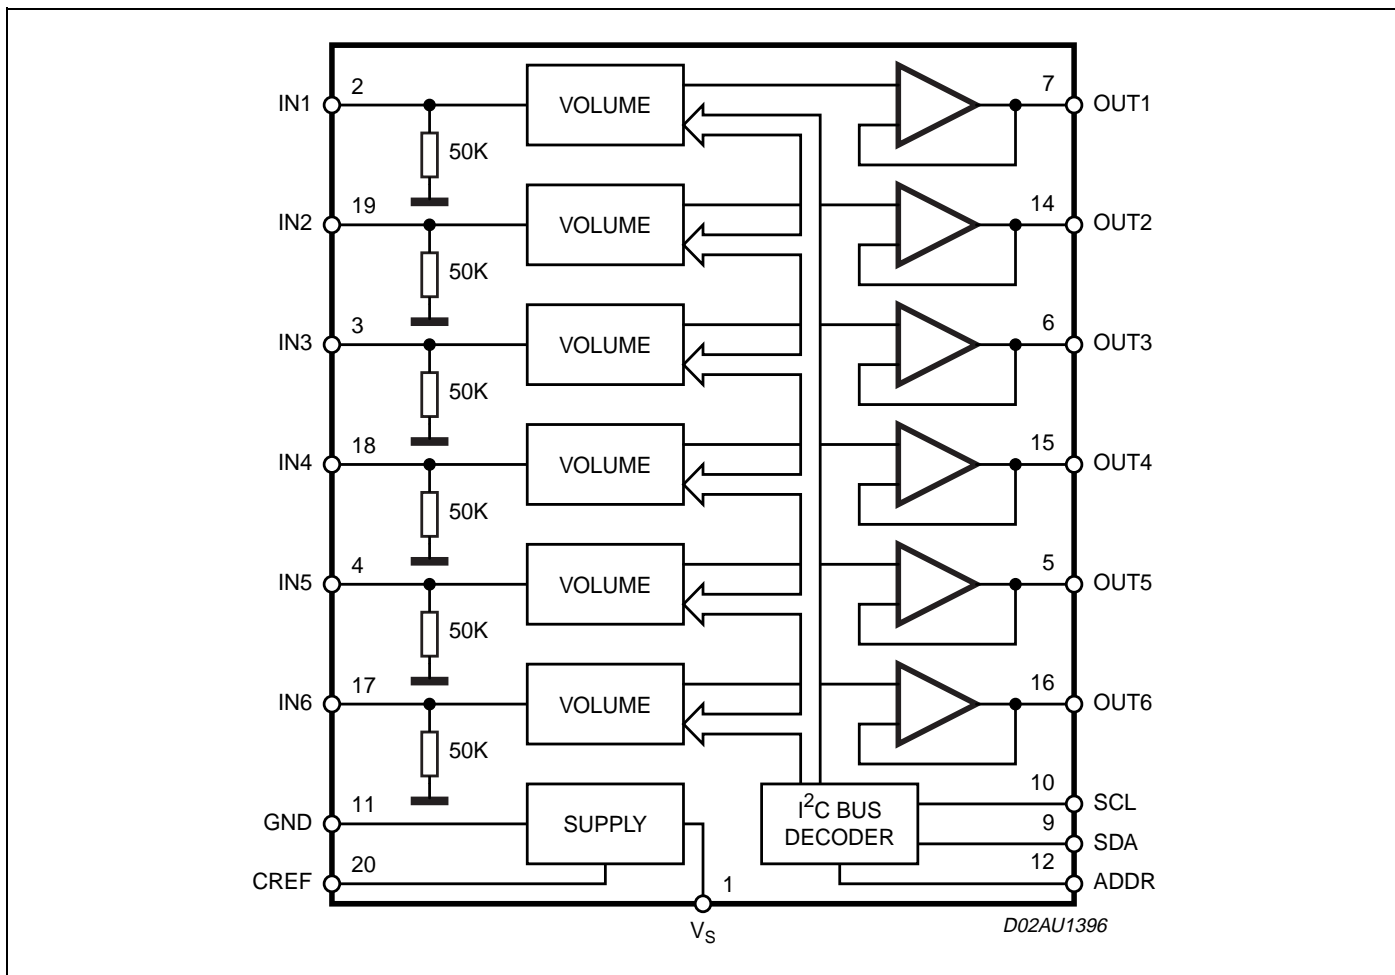 IN1 2 VOLUME 7 OUT1
50K
IN2 19 VOLUME 14 OUT2
50K
IN3 3 VOLUME 6 OUT3
50K
IN4 18 VOLUME 15 OUT4
50K
IN5 4 VOLUME 5 OUT5
50K
IN6 17 VOLUME 16 OUT6
50K
GND 11 SUPPLY
I²C BUS
DECODER
10 SCL
9 SDA
CREF 20
12 ADDR
1
VS
D02AU1396